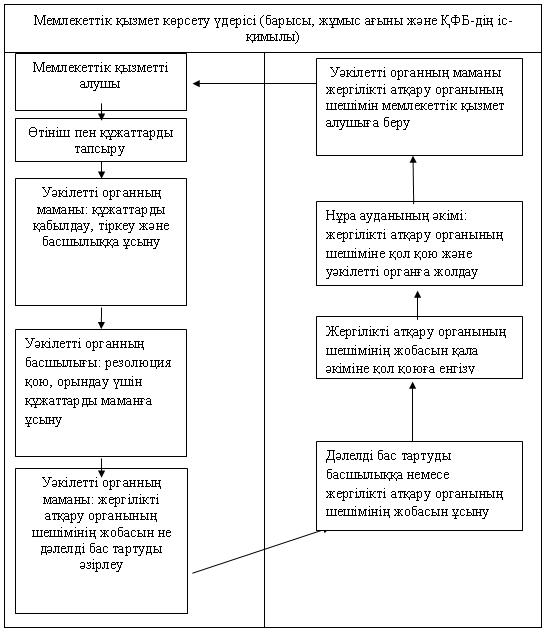 Мемлекеттік қызмет көрсету үдерісі (барысы, жұмыс ағыны және ҚФБ-дің іс-
қимылы)
Мемлекеттік қызметті
алушы
Өтініш пен құжаттарды
тапсыру
Уәкілетті органның
маманы: құжаттарды
қабылдау, тіркеу және
басшылыққа ұсыну
Уәкілетті органның
басшылығы: резолюция
қою, орындау үшін
құжаттарды маманға
ұсыну
Уәкілетті органның
маманы: жергілікті
атқару органының
шешімінің жобасын не
дәлелді бас тартуды
әзірлеу
Дәлелді бас тартуды
басшылыққа немесе
жергілікті атқару органының
шешімінің жобасын ұсыну
Жергілікті атқару органының
шешімінің жобасын қала
әкіміне қол қоюға енгізу
Нұра ауданының әкімі:
жергілікті атқару органының
шешіміне қол қою және
уәкілетті органға жолдау
Уәкілетті органның маманы
жергілікті атқару органының
шешімін мемлекеттік қызмет
алушыға беру